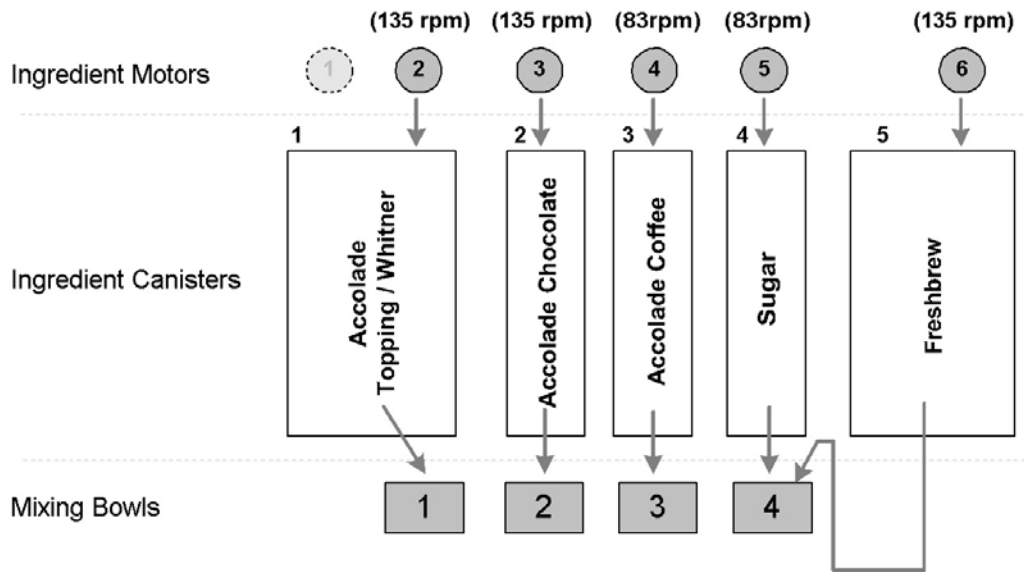 (135 rpm) (135 rpm) (83rpm) (83rpm) (135 rpm)
Ingredient Motors 1 2 3 4 5 6
1 2 3 4 5
Ingredient Canisters
Accolade
Topping / Whitner
Accolade Chocolate
Accolade Coffee
Sugar
Freshbrew
Mixing Bowls 1 2 3 4